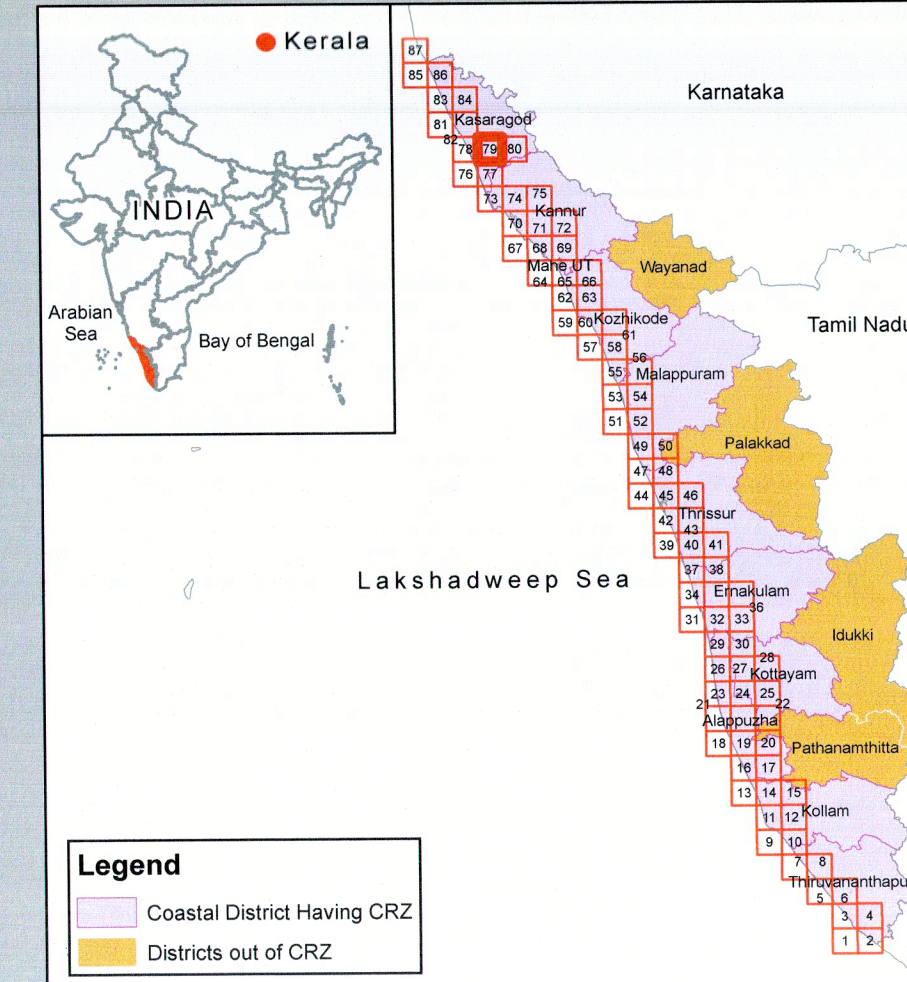 Kerala
INDIA
Arabian
Sea
Bay of Bengal
87
85 86
83 84
81
Kasaragod
82
78 79 80
76 77
75
73 74
Kannur
70 71 72
67 68 69
Mahe UT
64 65 66
62 63
59 60 Kozhikode
61
57 58
56
55 Malappuram
53 54
51 52
49 50
47 48
44 45 46
42 Thrissur
43
39 40 41
37 38
34 Ernakulam
36
31 32 33
29 30
28
26 27 Kottayam
23 24 25
21 22
Alappuzha
18 19 20
16 17
13 14 15
11 12 Kollam
9 10
7 8
Thiruvananthapu
5 6
3 4
1 2
Karnataka
Wayanad
Tamil Nadu
Palakkad
Idukki
Pathanamthitta
Lakshadweep Sea
Legend
Coastal District Having CRZ
Districts out of CRZ